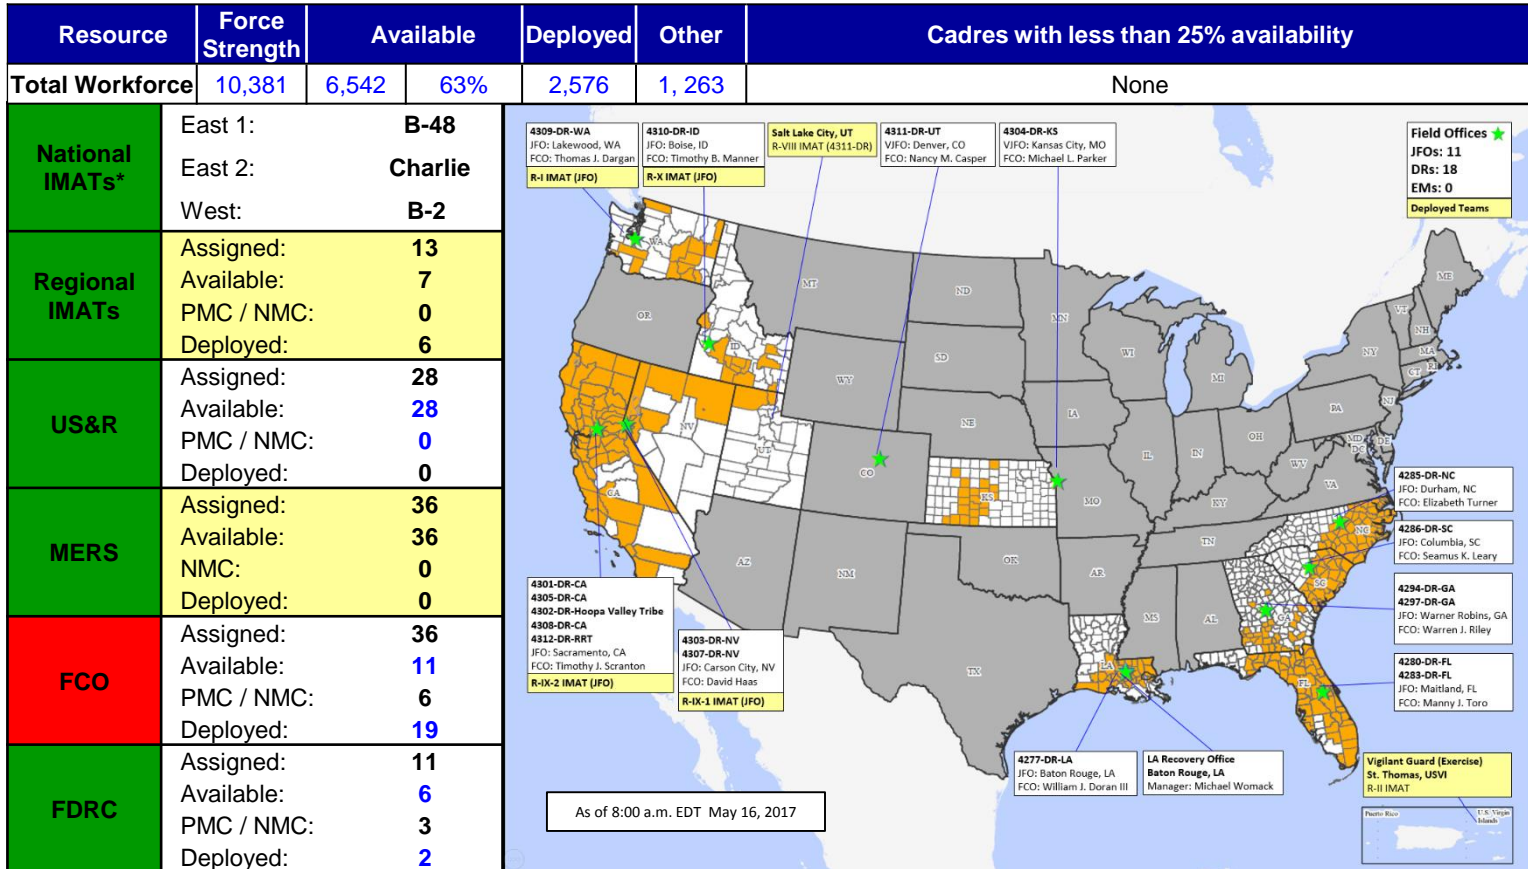 Resource Force Strength Available Deployed Other Cadres with less than 25% availability
Total Workforce 10,381 6,542 63% 2,576 1, 263 None
National IMATs*
East 1: B-48
East 2: Charlie
West: B-2
Regional IMATs
Assigned: 13
Available: 7
PMC / NMC: 0
Deployed: 6
US&R
Assigned: 28
Available: 28
PMC / NMC: 0
Deployed: 0
MERS
Assigned: 36
Available: 36
NMC: 0
Deployed: 0
FCO
Assigned: 36
Available: 11
PMC / NMC: 6
Deployed: 19
FDRC
Assigned: 11
Available: 6
PMC / NMC: 3
Deployed: 2
4309-DR-WA
JFO: Lakewood, WA
FCO: Thomas J. Dargan
R-I IMAT (JFO)
4310-DR-ID
JFO: Boise, ID
FCO: Timothy B. Manner
R-X IMAT (JFO)
Salt Lake City, UT
R-VIII IMAT (4311-DR)
4311-DR-UT
VJFO: Denver, CO
FCO: Nancy M. Casper
4304-DR-KS
VJFO: Kansas City, MO
FCO: Michael L. Parker
Field Offices
JFOs: 11
DRs: 18
EMs: 0
Deployed Teams
WA
OR
ID
MT
ND
MN
WI
MI
SD
WY
NE
IA
IL
IN
OH
PA
NY
VT
NH
ME
MA
CT
RI
NJ
MD
DE
DC
WV
VA
KY
NV
UT
CO
KS
MO
CA
AZ
NM
OK
AR
TN
NC
SC
MS
AL
GA
TX
LA
FL
4285-DR-NC
JFO: Durham, NC
FCO: Elizabeth Turner
4286-DR-SC
JFO: Columbia, SC
FCO: Seamus K. Leary
4294-DR-GA
4297-DR-GA
JFO: Warner Robins, GA
FCO: Warren J. Riley
4280-DR-FL
4283-DR-FL
JFO: Maitland, FL
FCO: Manny J. Toro
4301-DR-CA
4305-DR-CA
4302-DR-Hoopa Valley Tribe
4308-DR-CA
4312-DR-RRT
JFO: Sacramento, CA
FCO: Timothy J. Scranton
R-IX-2 IMAT (JFO)
4303-DR-NV
4307-DR-NV
JFO: Carson City, NV
FCO: David Haas
R-IX-1 IMAT (JFO)
4277-DR-LA
JFO: Baton Rouge, LA
FCO: William J. Doran III
LA Recovery Office
Baton Rouge, LA
Manager: Michael Womack
Vigilant Guard (Exercise)
St. Thomas, USVI
R-II IMAT
Puerto Rico
U.S. Virgin Islands
As of 8:00 a.m. EDT May 16, 2017